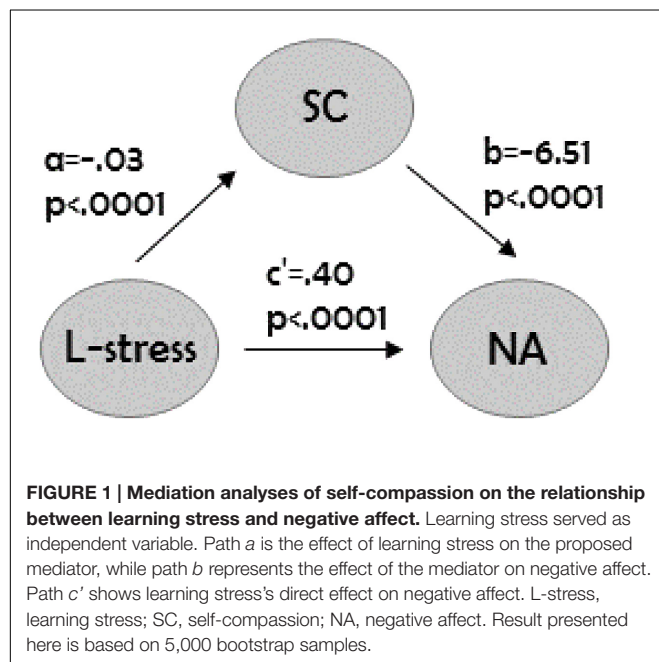 SC
a=-.03
p<.0001
b=-6.51
p<.0001
c'=.40
p<.0001
L-stress
NA
FIGURE 1 | Mediation analyses of self-compassion on the relationship
between learning stress and negative affect. Learning stress served as
independent variable. Path a is the effect of learning stress on the proposed
mediator, while path b represents the effect of the mediator on negative affect.
Path c' shows learning stress's direct effect on negative affect. L-stress,
learning stress; SC, self-compassion; NA, negative affect. Result presented
here is based on 5,000 bootstrap samples.